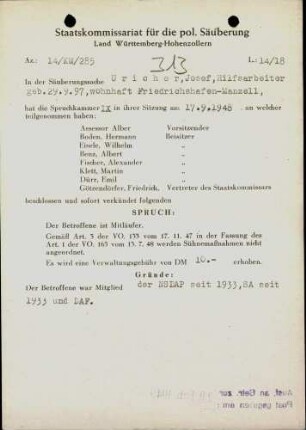 Staatskommissariat für die pol. Säuberung
Land Württemberg-Hohenzollern
Az: 14/XII/285
313
L: 14/18
In der Säuberungssache Uricher, Josef, Hilfsarbeiter
geb. 29.9.97, wohnhaft Friedrichshafen-Manzell,
hat die Spruchkammer IX in ihrer Sitzung am 17.9.1948 an welcher
teilgenommen haben:
Assessor Alber Vorsitzender
Roden, Hermann Beisitzer
Eisele, Wilhelm
Benz, Albert
Fischer, Alexander
Klett, Martin
Dürr, Emil
Götzendörfer, Friedrich, Vertreter des Staatskommissars
beschlossen und sofort verkündet folgenden
SPRUCH:
Der Betroffene ist Mitläufer.
Gemäß Art. 3 der VO. 133 vom 17. 11. 47 in der Fassung des
Art. 1 der VO. 165 vom 13. 7. 48 werden Sühnemaßnahmen nicht
angeordnet.
Es wird eine Verwaltungsgebühr von DM 10.- erhoben.
Gründe:
Der Betroffene war Mitglied der NSDAP seit 1933, SA seit
1933 und DAF.